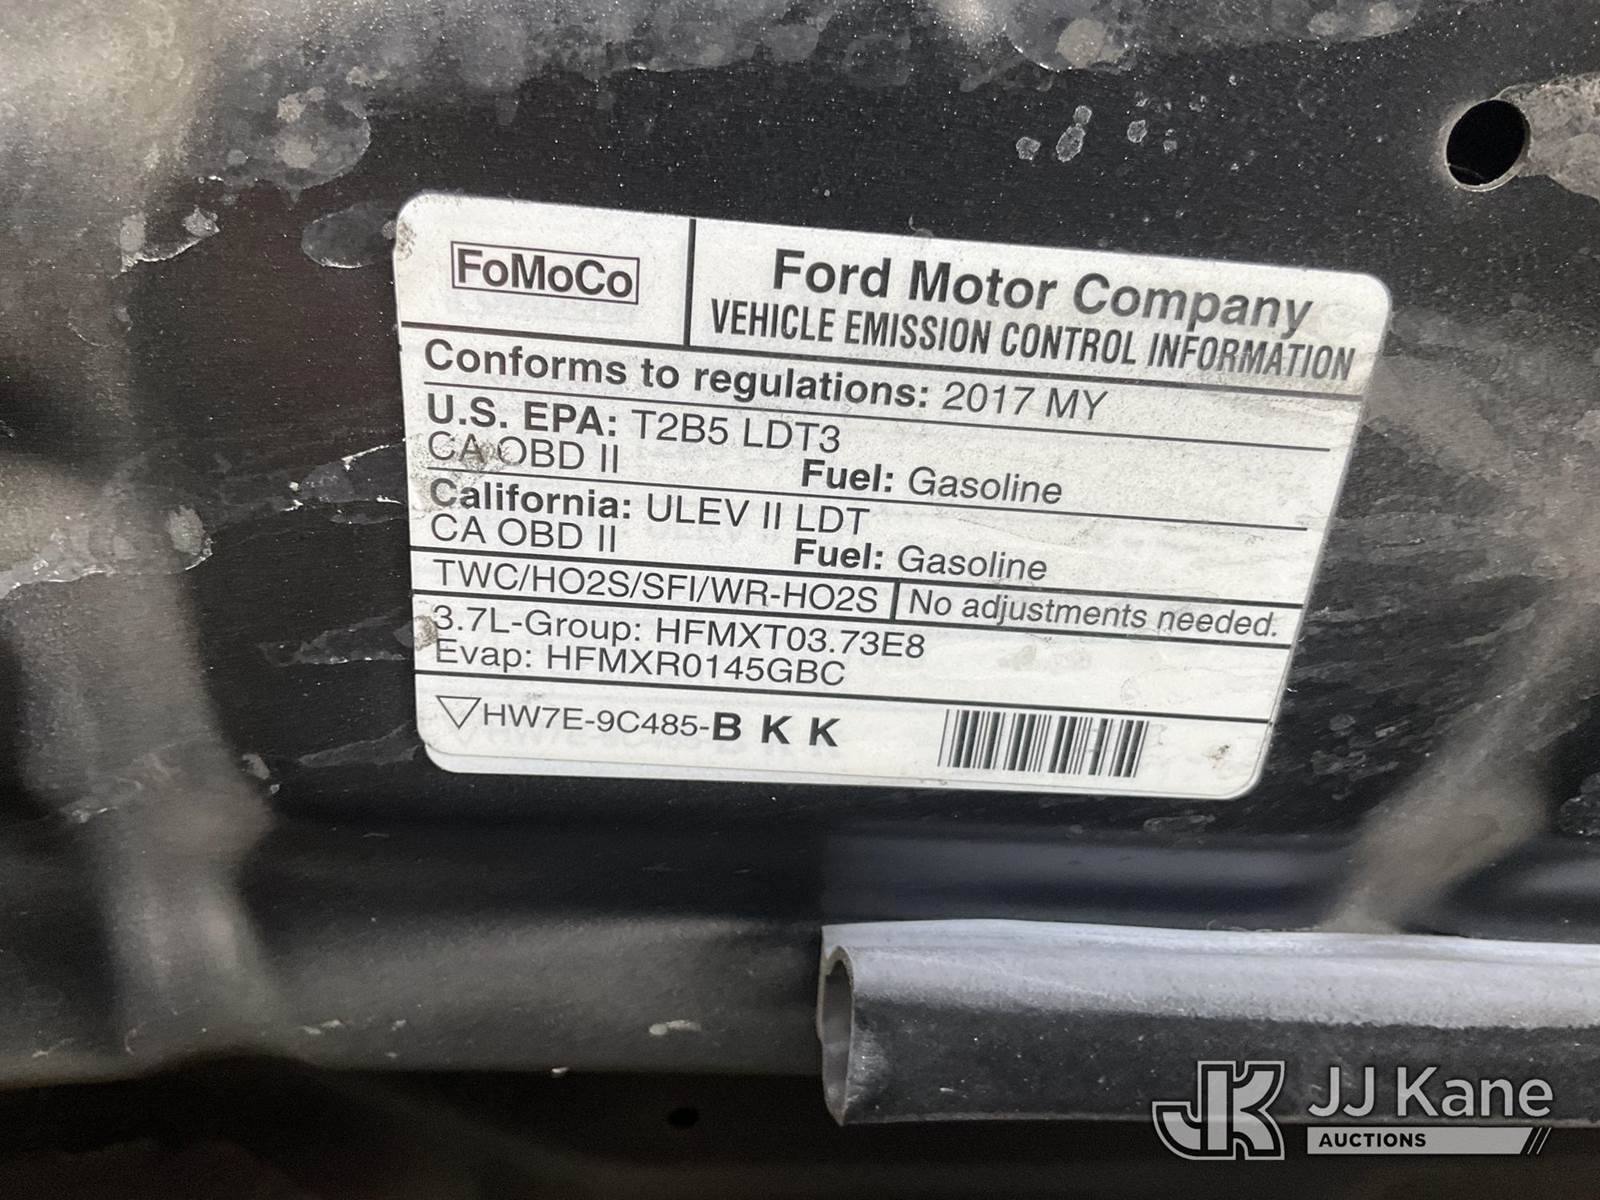 FoMoCo
Ford Motor Company
VEHICLE EMISSION CONTROL INFORMATION
Conforms to regulations: 2017 MY
U.S. EPA: T2B5 LDT3
CA OBD II Fuel: Gasoline
California: ULEV II LDT
CA OBD II Fuel: Gasoline
TWC/HO2S/SFI/WR-HO2S No adjustments needed.
3.7L-Group: HFMXT03.73E8
Evap: HFMXR0145GBC
HW7E-9C485-B K K
JK JJ Kane
AUCTIONS